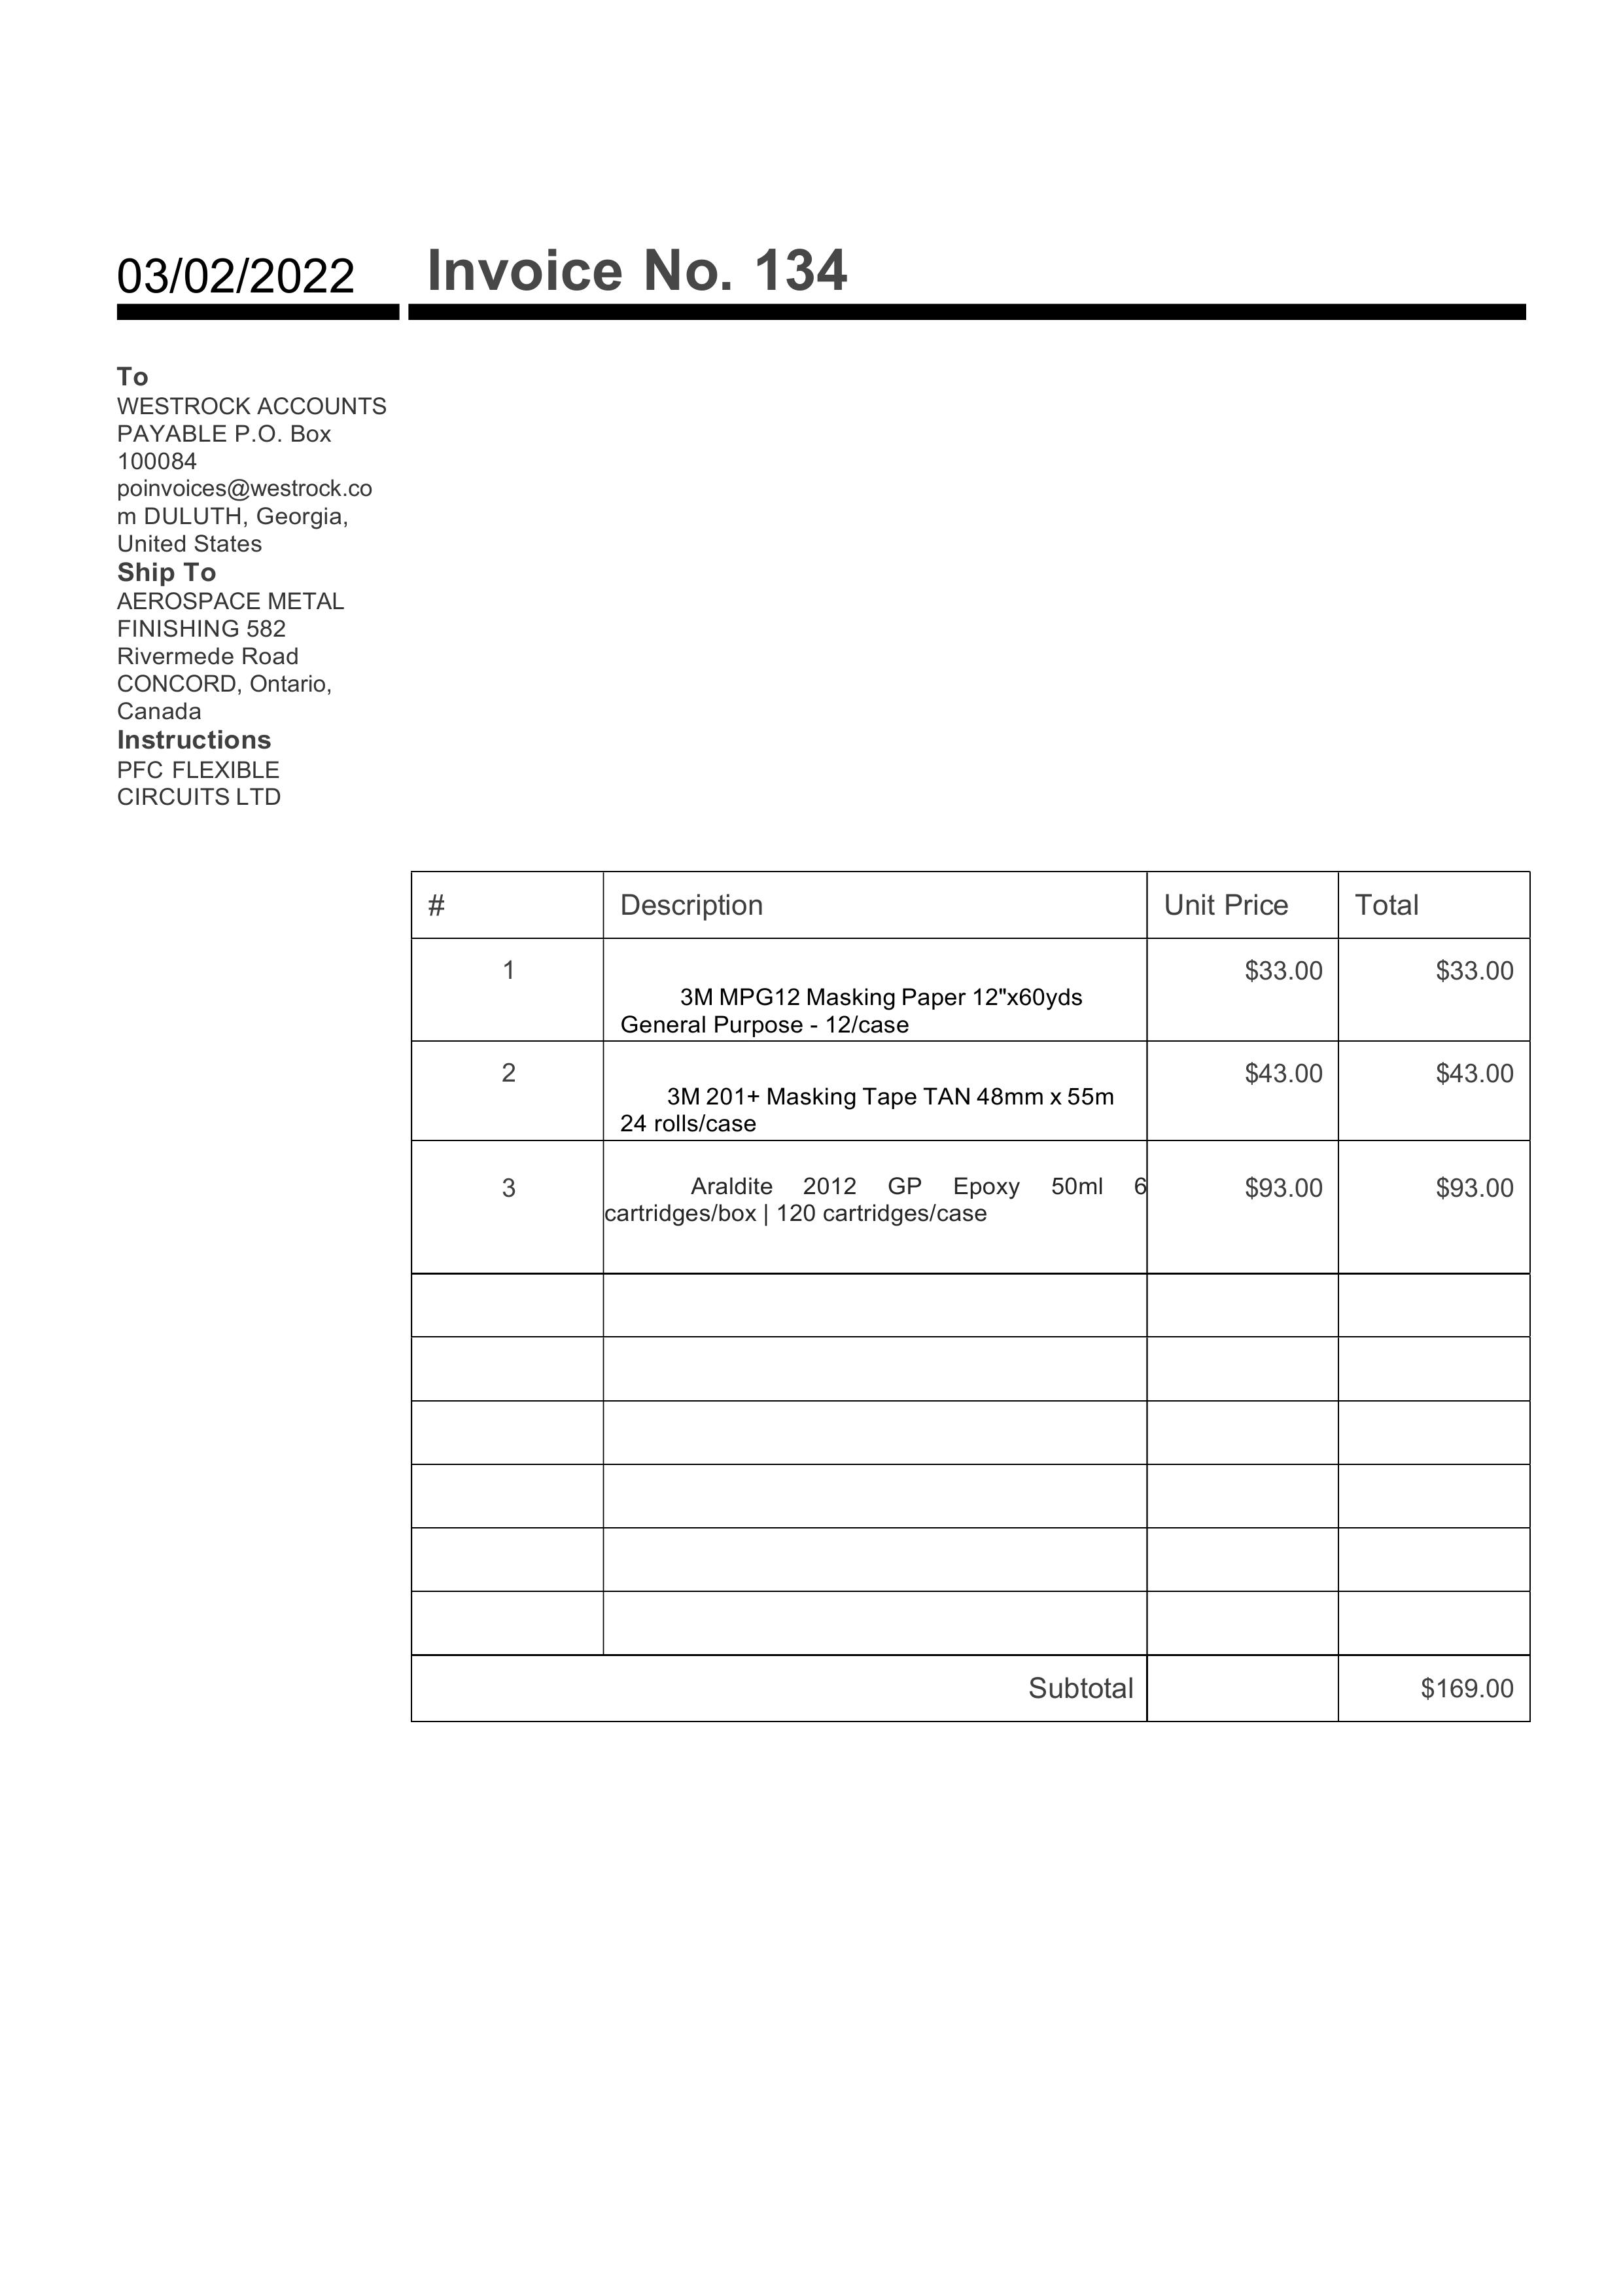 03/02/2022 Invoice No. 134
To
WESTROCK ACCOUNTS
PAYABLE P.O. Box
100084
poinvoices@westrock.co
m DULUTH, Georgia,
United States
Ship To
AEROSPACE METAL
FINISHING 582
Rivermede Road
CONCORD, Ontario,
Canada
Instructions
PFC FLEXIBLE
CIRCUITS LTD
# Description Unit Price Total
1 $33.00 $33.00
3M MPG12 Masking Paper 12"x60yds
General Purpose - 12/case
2 $43.00 $43.00
3M 201+ Masking Tape TAN 48mm x 55m
24 rolls/case
3 Araldite 2012 GP Epoxy 50ml 6 $93.00 $93.00
cartridges/box | 120 cartridges/case
Subtotal $169.00